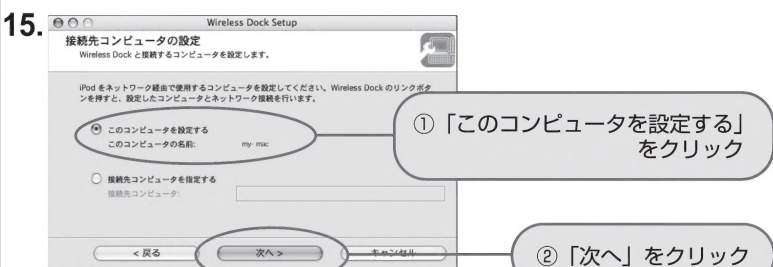 15.
Wireless Dock Setup
接続先コンピュータの設定
Wireless Dock と接続するコンピュータを設定します。
iPod をネットワーク経由で使用するコンピュータを設定してください。Wireless Dock のリンクボタ
ンを押すと、設定したコンピュータとネットワーク接続を行います。
このコンピュータを設定する
このコンピュータの名前: my- mac
接続先コンピュータを指定する
接続先コンピュータ:
< 戻る
次へ >
キャンセル
①「このコンピュータを設定する」
をクリック
②「次へ」をクリック